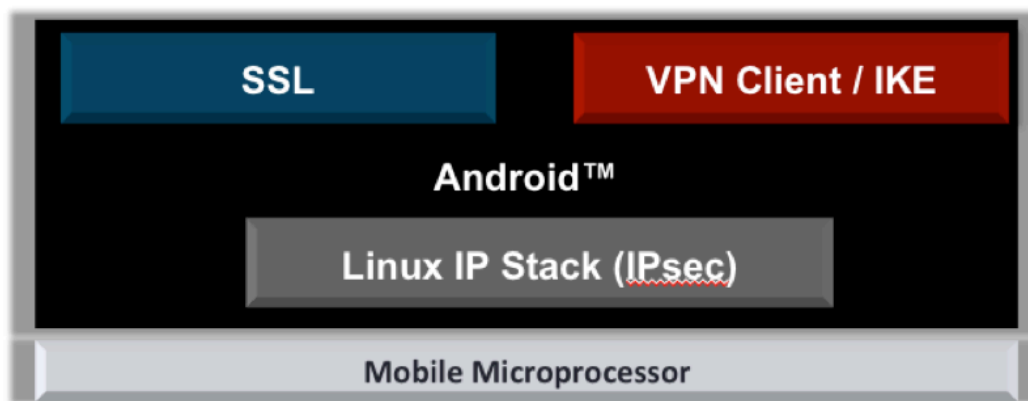 SSL
VPN Client / IKE
Android™
Linux IP Stack (IPsec)
Mobile Microprocessor